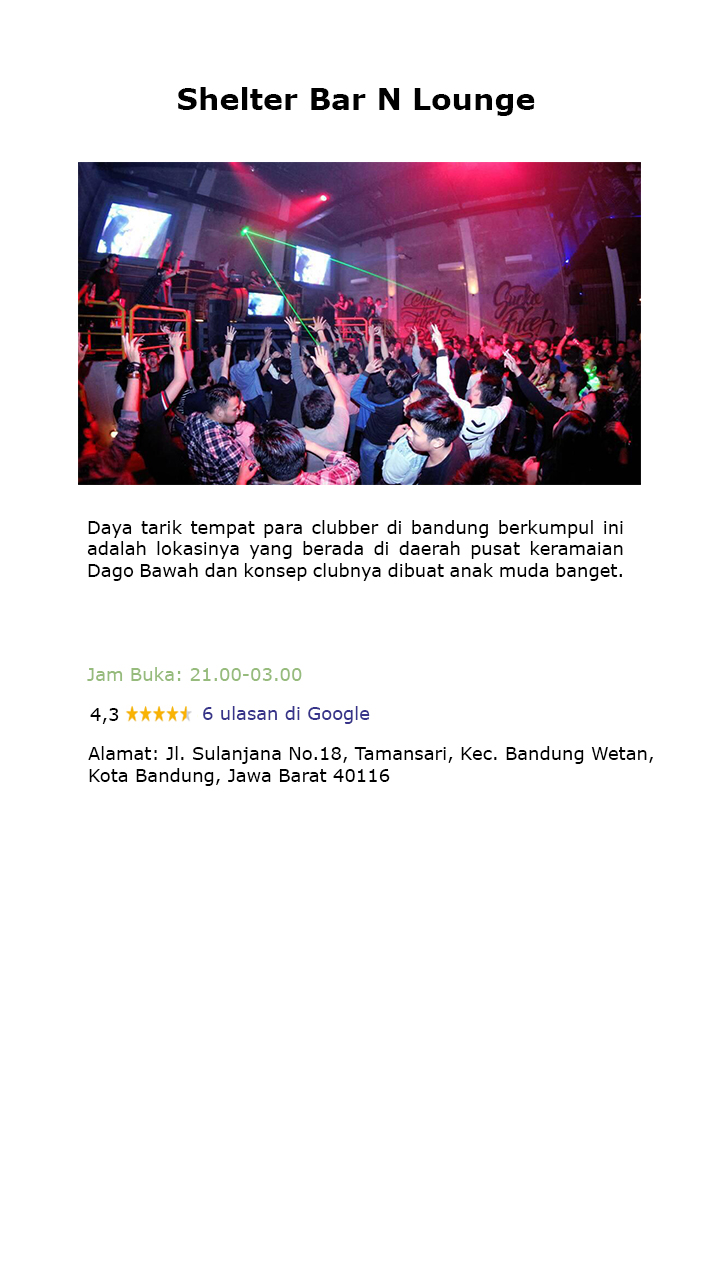 Shelter Bar N Lounge
Daya tarik tempat para clubber di bandung berkumpul ini
adalah lokasinya yang berada di daerah pusat keramaian
Dago Bawah dan konsep clubnya dibuat anak muda banget.
Jam Buka: 21.00-03.00
4,3 6 ulasan di Google
Alamat: Jl. Sulanjana No.18, Tamansari, Kec. Bandung Wetan,
Kota Bandung, Jawa Barat 40116